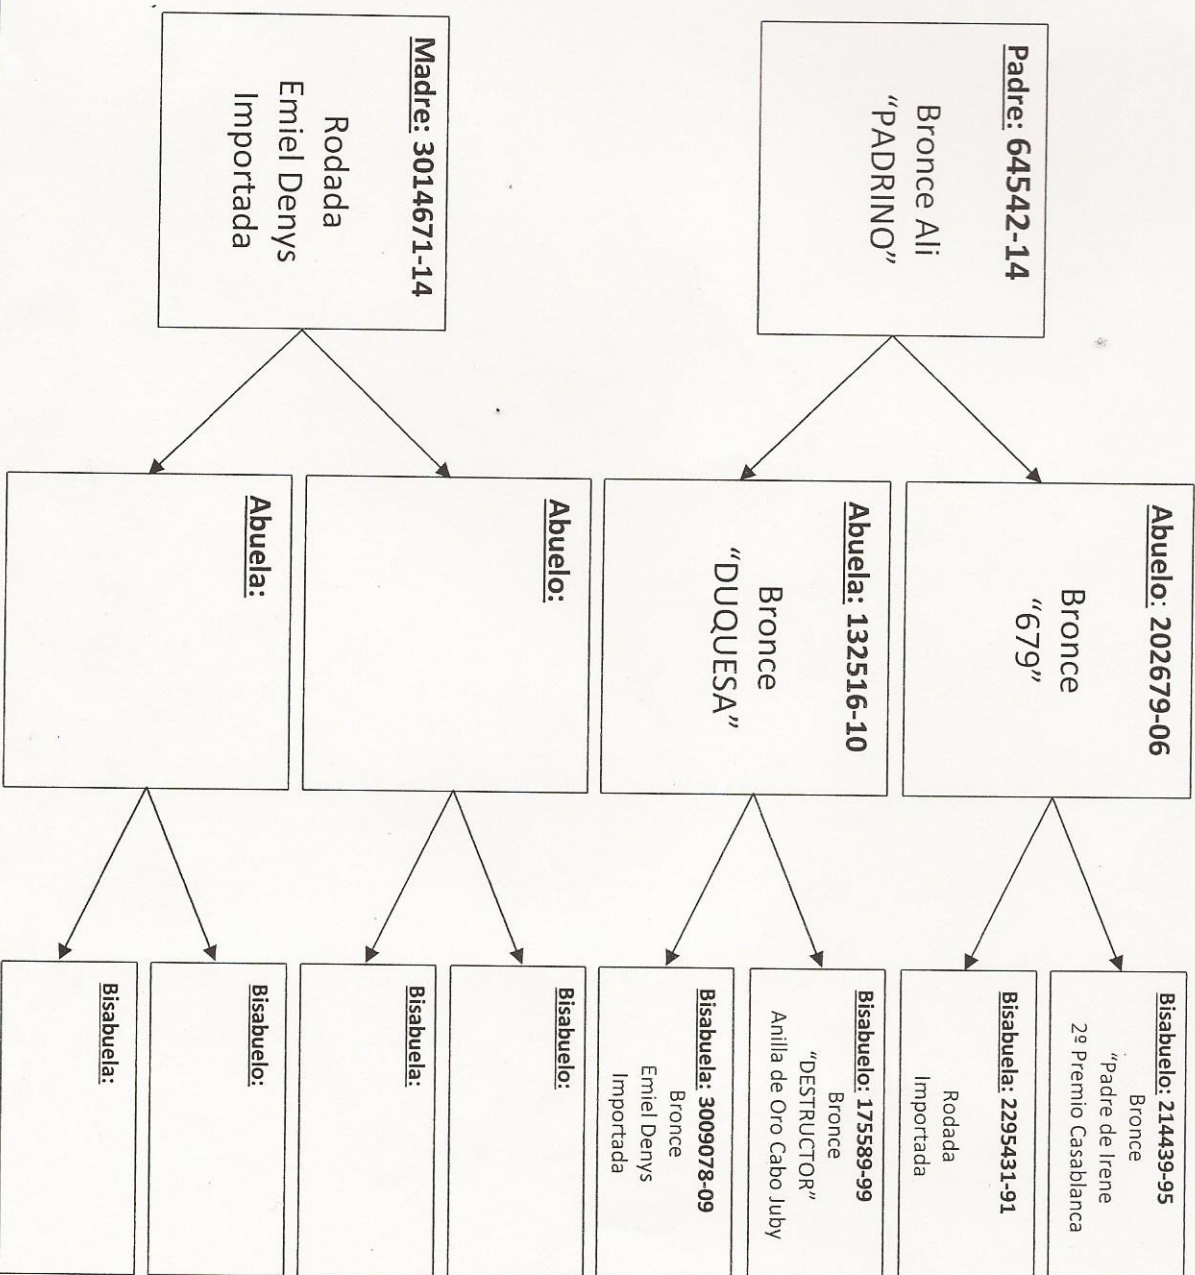 Padre: 64542-14
Bronce Ali
“PADRINO”
Madre: 3014671-14
Rodada
Emiel Denys
Importada
Abuelo: 202679-06
Bronce
“679”
Abuela: 132516-10
Bronce
“DUQUESA”
Abuelo:
Abuela:
Bisabuelo: 214439-95
Bronce
“Padre de Irene
2º Premio Casablanca
Bisabuela: 2295431-91
Rodada
Importada
Bisabuelo: 175589-99
Bronce
“DESTRUCTOR”
Anilla de Oro Cabo Juby
Bisabuela: 3009078-09
Bronce
Emiel Denys
Importada
Bisabuelo:
Bisabuela:
Bisabuelo:
Bisabuela: